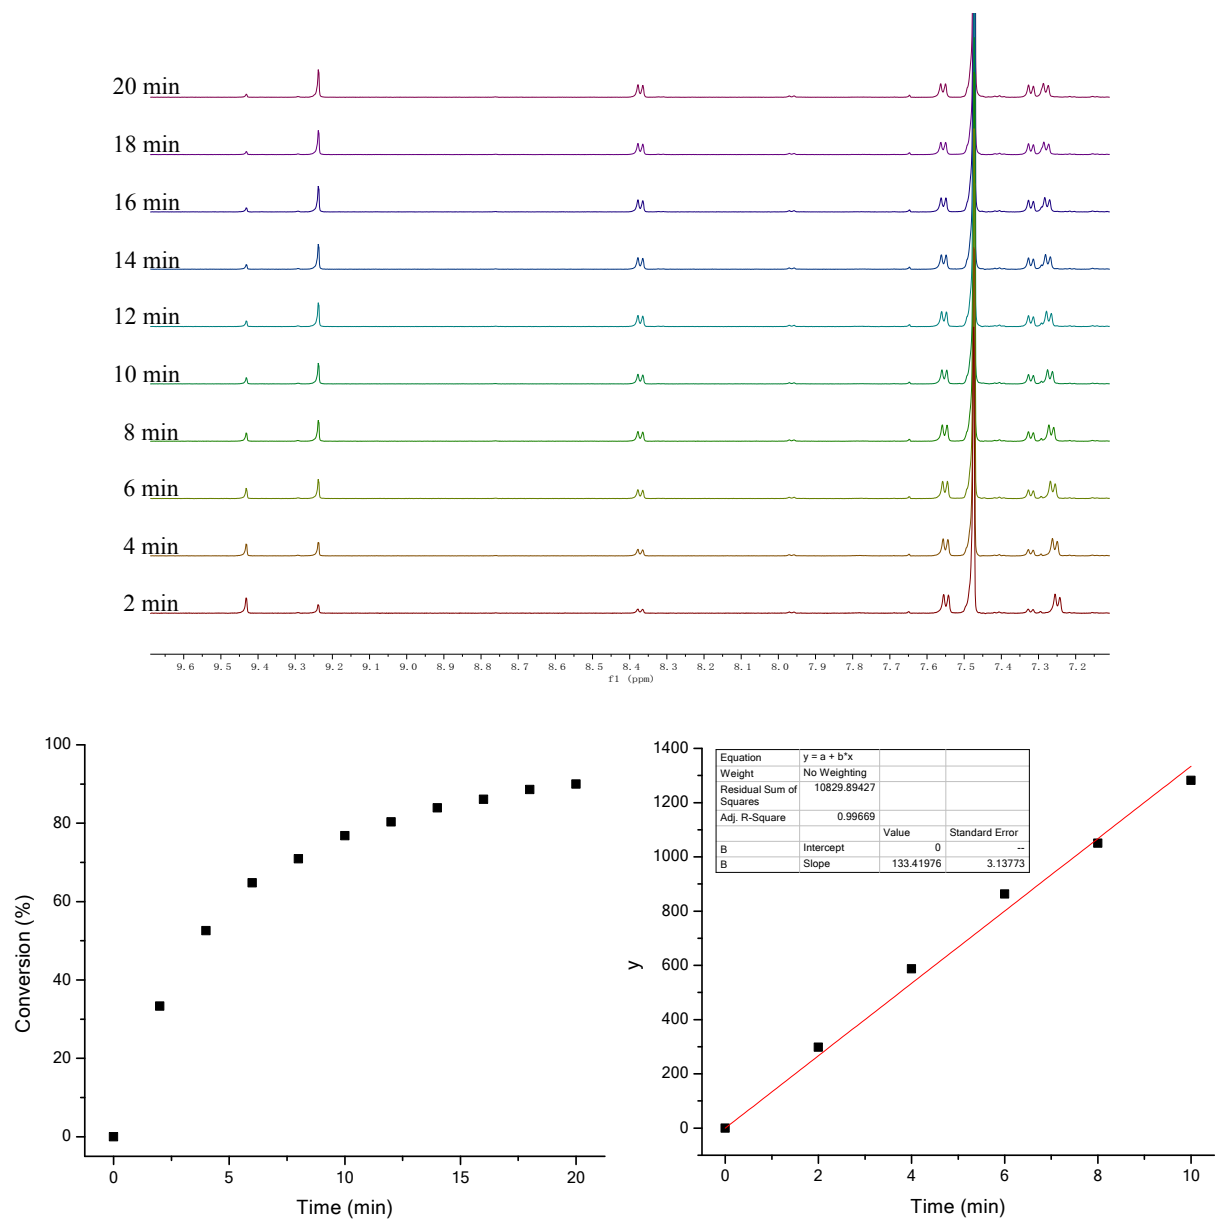 20 min
18 min
16 min
14 min
12 min
10 min
8 min
6 min
4 min
2 min
9.6 9.5 9.4 9.3 9.2 9.1 9.0 8.9 8.8 8.7 8.6 8.5 8.4 8.3 8.2 8.1 8.0 7.9 7.8 7.7 7.6 7.5 7.4 7.3 7.2
f1 (ppm)
100
80
60
40
20
0
Conversion (%)
0 5 10 15 20
Time (min)
1400
1200
1000
800
600
400
200
0
y
Equation y = a + b*x
Weight No Weighting
Residual Sum of Squares 10829.89427
Adj. R-Square 0.99669
Value Standard Error
B Intercept 0 --
B Slope 133.41976 3.13773
0 2 4 6 8 10
Time (min)